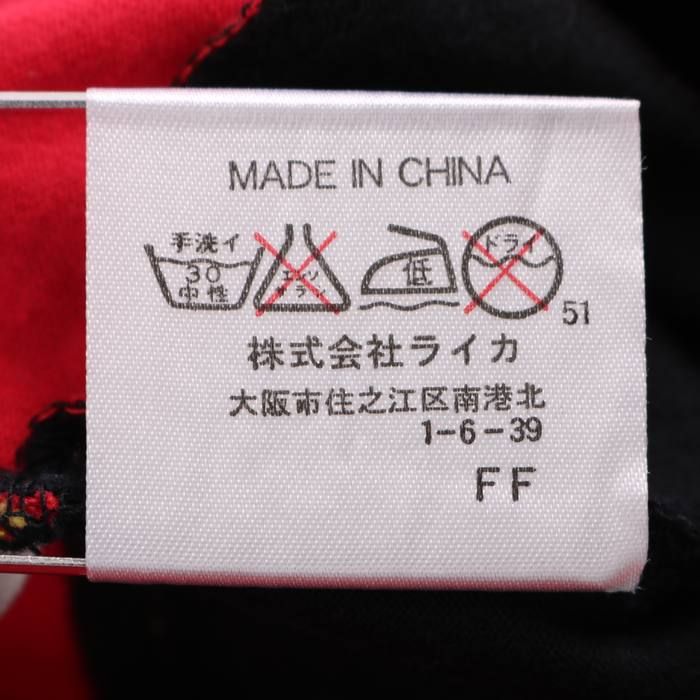 MADE IN CHINA
手洗イ
30
中性
エンソ
サラシ
低
ドライ
51
株式会社ライカ
大阪市住之江区南港北
1-6-39
FF